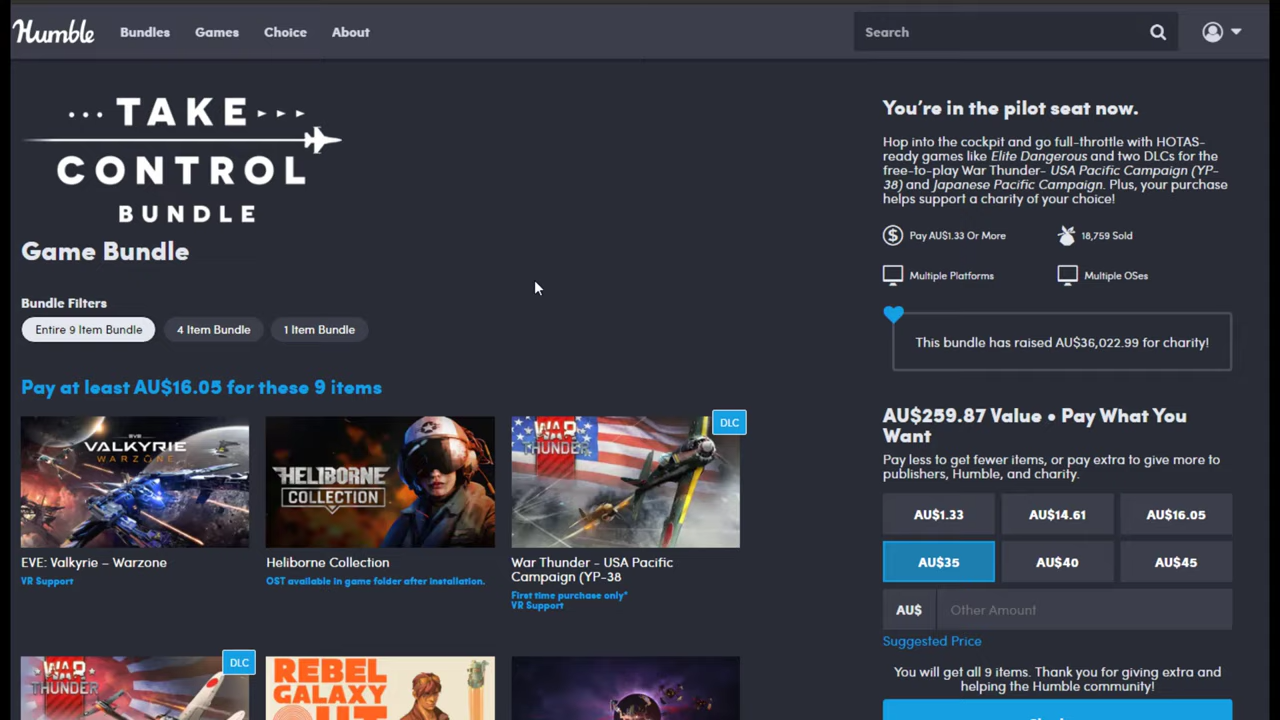 Humble
Bundles
Games
Choice
About
Search
TAKE
CONTROL
BUNDLE
Game Bundle
Bundle Filters
Entire 9 Item Bundle
4 Item Bundle
1 Item Bundle
Pay at least AU$16.05 for these 9 items
EVE:
VALKYRIE
WARZONE
EVE: Valkyrie – Warzone
VR Support
HELIBORNE
COLLECTION
Heliborne Collection
OST available in game folder after installation.
DLC
WAR
THUNDER
War Thunder - USA Pacific
Campaign (YP-38
First time purchase only*
VR Support
DLC
WAR
THUNDER
REBEL
GALAXY
You're in the pilot seat now.
Hop into the cockpit and go full-throttle with HOTAS-
ready games like Elite Dangerous and two DLCs for the
free-to-play War Thunder- USA Pacific Campaign (YP-
38) and Japanese Pacific Campaign. Plus, your purchase
helps support a charity of your choice!
Pay AU$1.33 Or More
18,759 Sold
Multiple Platforms
Multiple OSes
This bundle has raised AU$36,022.99 for charity!
AU$259.87 Value • Pay What You
Want
Pay less to get fewer items, or pay extra to give more to
publishers, Humble, and charity.
AU$1.33
AU$14.61
AU$16.05
AU$35
AU$40
AU$45
AU$
Other Amount
Suggested Price
You will get all 9 items. Thank you for giving extra and
helping the Humble community!